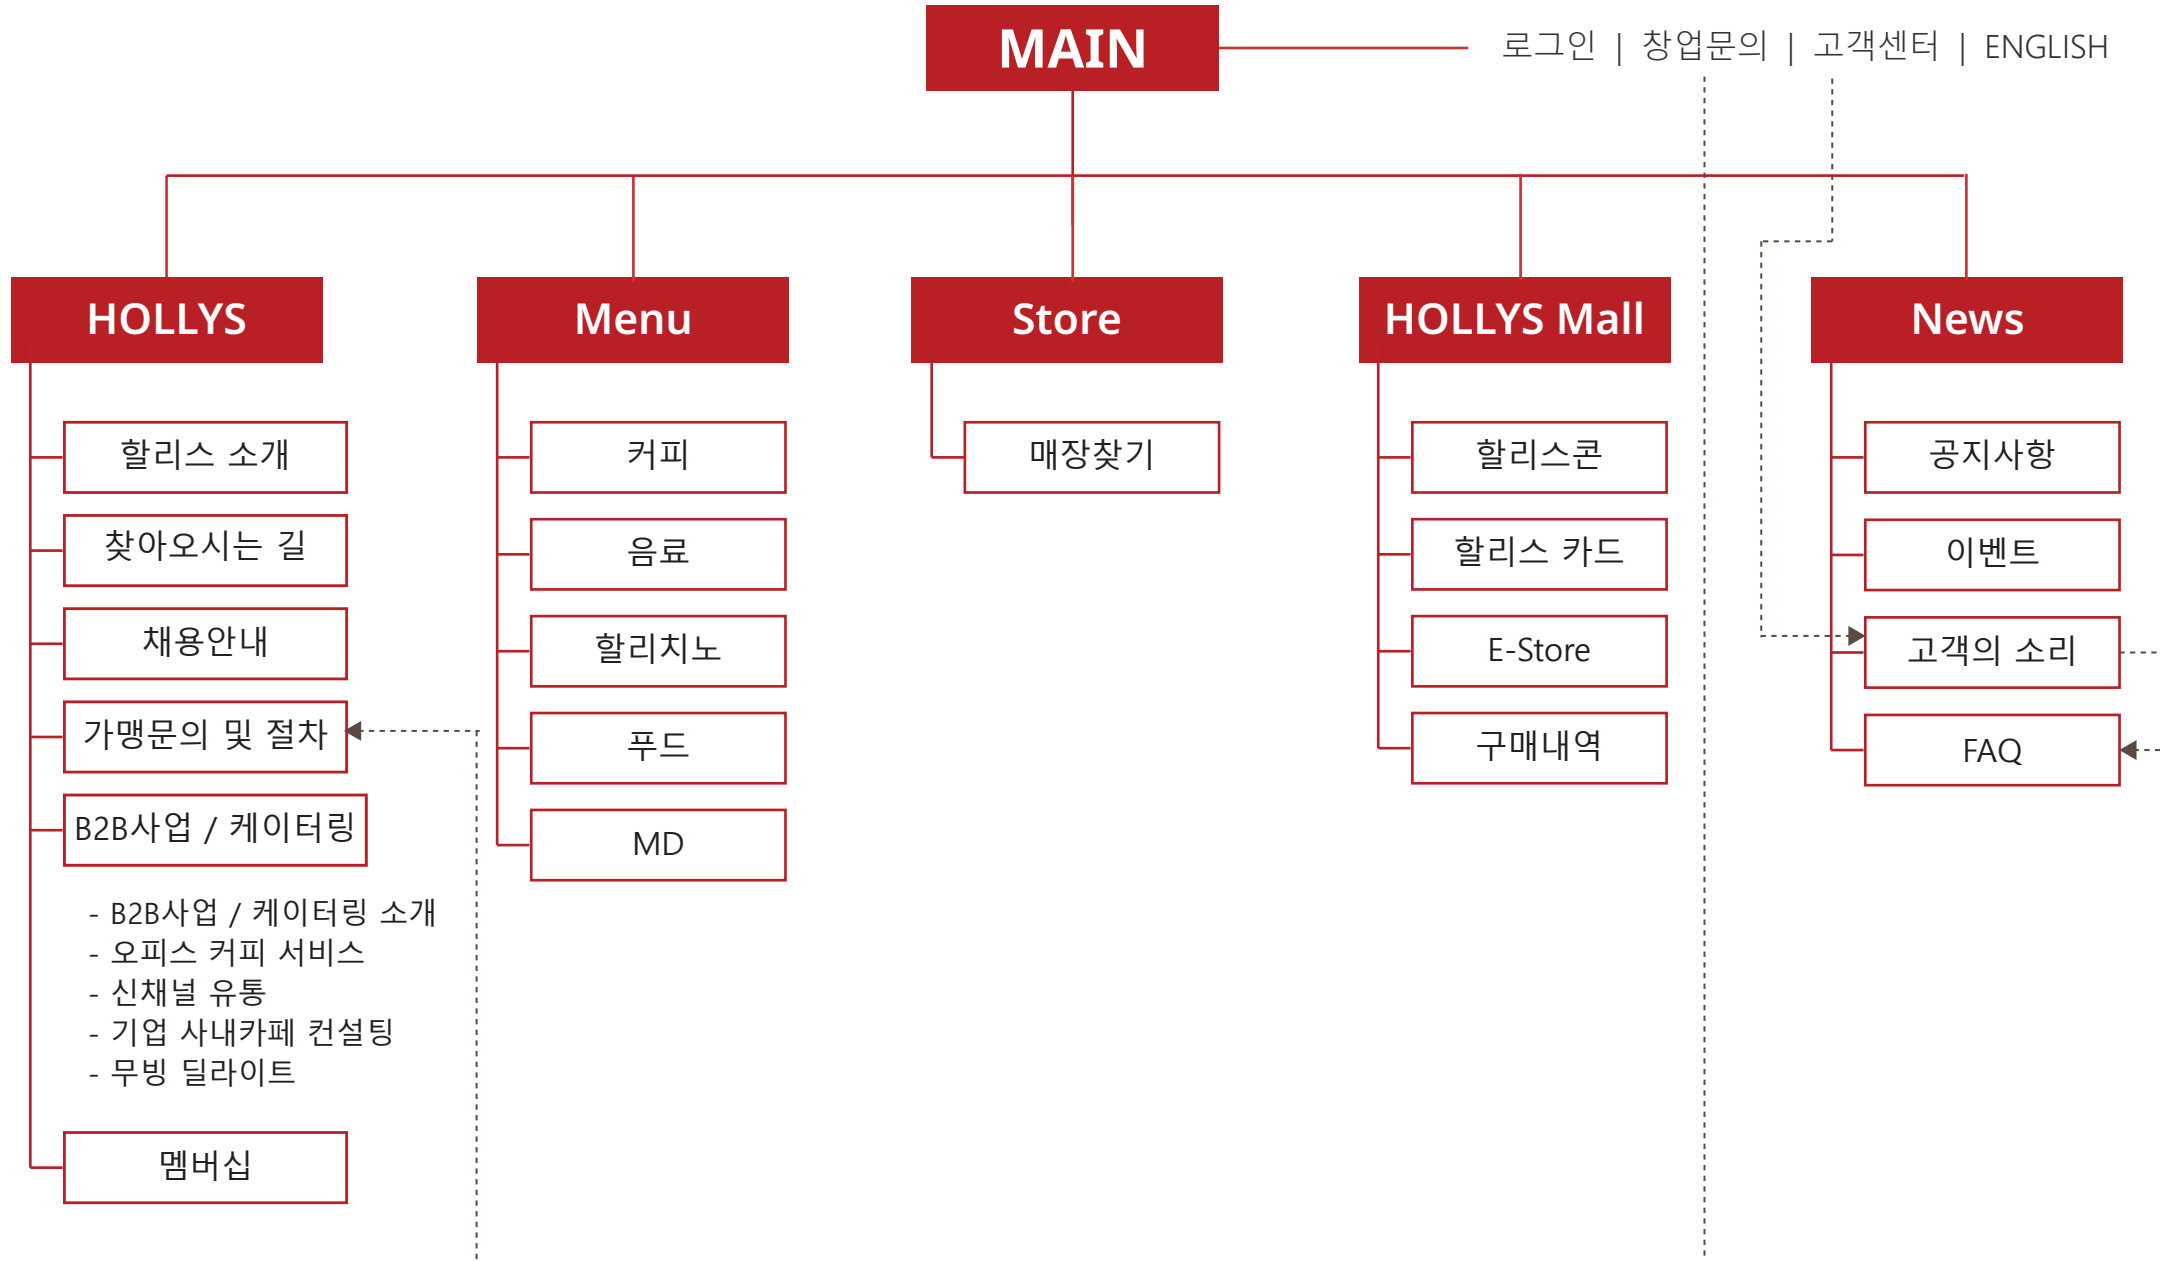 MAIN
로그인 | 창업문의 | 고객센터 | ENGLISH
HOLLYS
할리스 소개
찾아오시는 길
채용안내
가맹문의 및 절차
B2B사업 / 케이터링
- B2B사업 / 케이터링 소개
- 오피스 커피 서비스
- 신채널 유통
- 기업 사내카페 컨설팅
- 무빙 딜라이트
멤버십
Menu
커피
음료
할리치노
푸드
MD
Store
매장찾기
HOLLYS Mall
할리스콘
할리스 카드
E-Store
구매내역
News
공지사항
이벤트
고객의 소리
FAQ